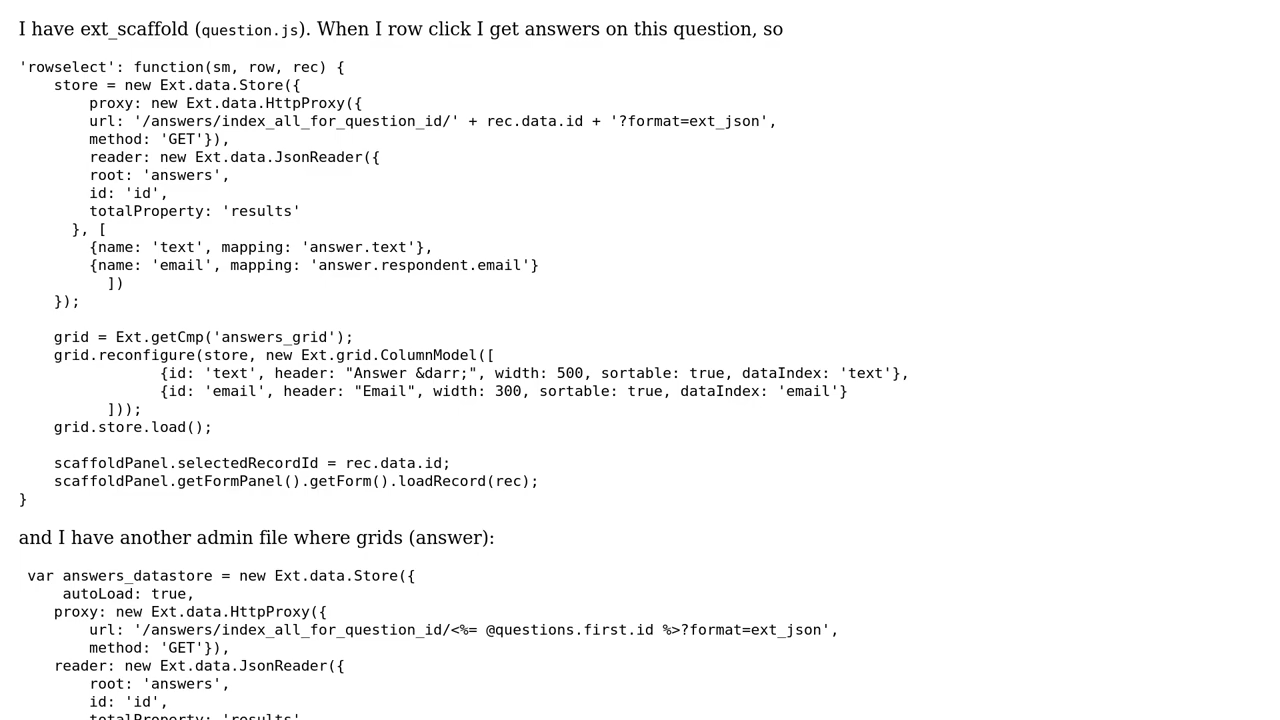 I have ext_scaffold (question.js). When I row click I get answers on this question, so
'rowselect': function(sm, row, rec) {
    store = new Ext.data.Store({
        proxy: new Ext.data.HttpProxy({
        url: '/answers/index_all_for_question_id/' + rec.data.id + '?format=ext_json',
        method: 'GET'}),
        reader: new Ext.data.JsonReader({
        root: 'answers',
        id: 'id',
        totalProperty: 'results'
      }, [
        {name: 'text', mapping: 'answer.text'},
        {name: 'email', mapping: 'answer.respondent.email'}
          ])
    });

    grid = Ext.getCmp('answers_grid');
    grid.reconfigure(store, new Ext.grid.ColumnModel([
                {id: 'text', header: "Answer &darr;", width: 500, sortable: true, dataIndex: 'text'},
                {id: 'email', header: "Email", width: 300, sortable: true, dataIndex: 'email'}
          ]));
    grid.store.load();

    scaffoldPanel.selectedRecordId = rec.data.id;
    scaffoldPanel.getFormPanel().getForm().loadRecord(rec);
}
and I have another admin file where grids (answer):
 var answers_datastore = new Ext.data.Store({
     autoLoad: true,
    proxy: new Ext.data.HttpProxy({
        url: '/answers/index_all_for_question_id/<%= @questions.first.id %>?format=ext_json',
        method: 'GET'}),
    reader: new Ext.data.JsonReader({
        root: 'answers',
        id: 'id',
        totalProperty: 'results'